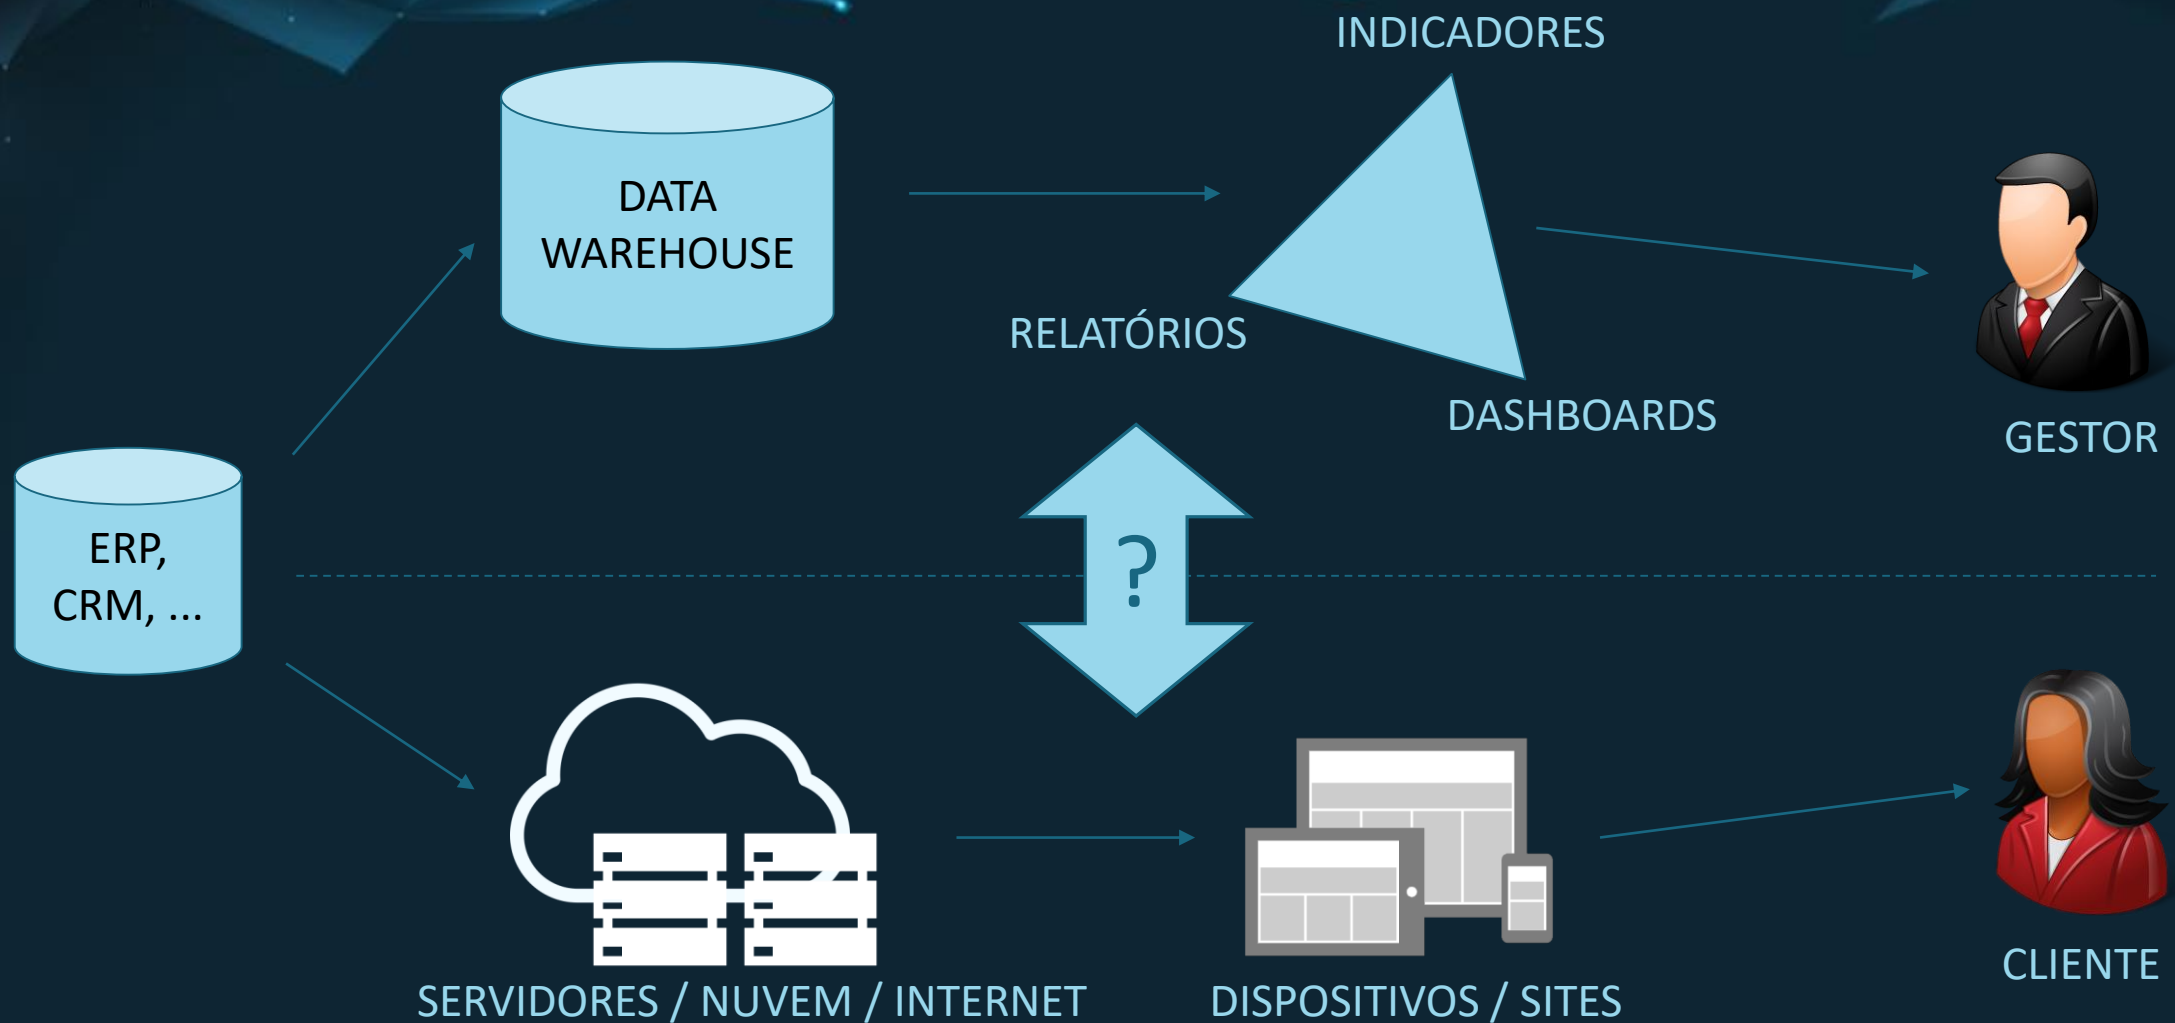 INDICADORES
DATA
WAREHOUSE
RELATÓRIOS
DASHBOARDS
GESTOR
ERP,
CRM, ...
?
SERVIDORES / NUVEM / INTERNET
DISPOSITIVOS / SITES
CLIENTE